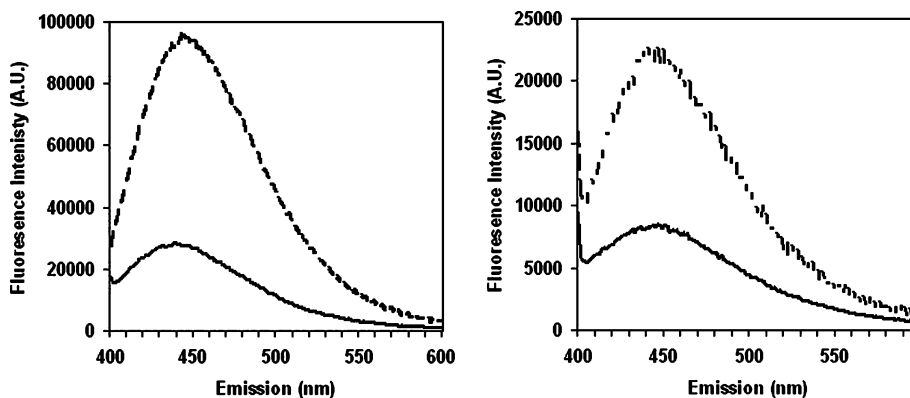 Fluoresence Intenisty (A.U.)
100000
80000
60000
40000
20000
0
400 450 500 550 600
Emission (nm)
Fluoresence Intensity (A.U.)
25000
20000
15000
10000
5000
0
400 450 500 550
Emission (nm)